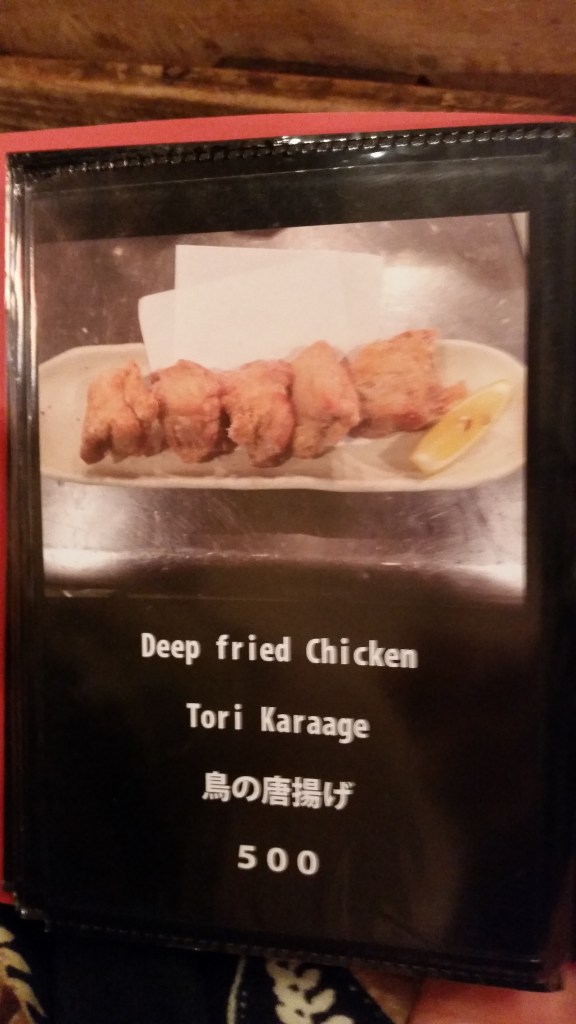 Deep fried Chicken
Tori Karaage
鳥の唐揚げ
５００